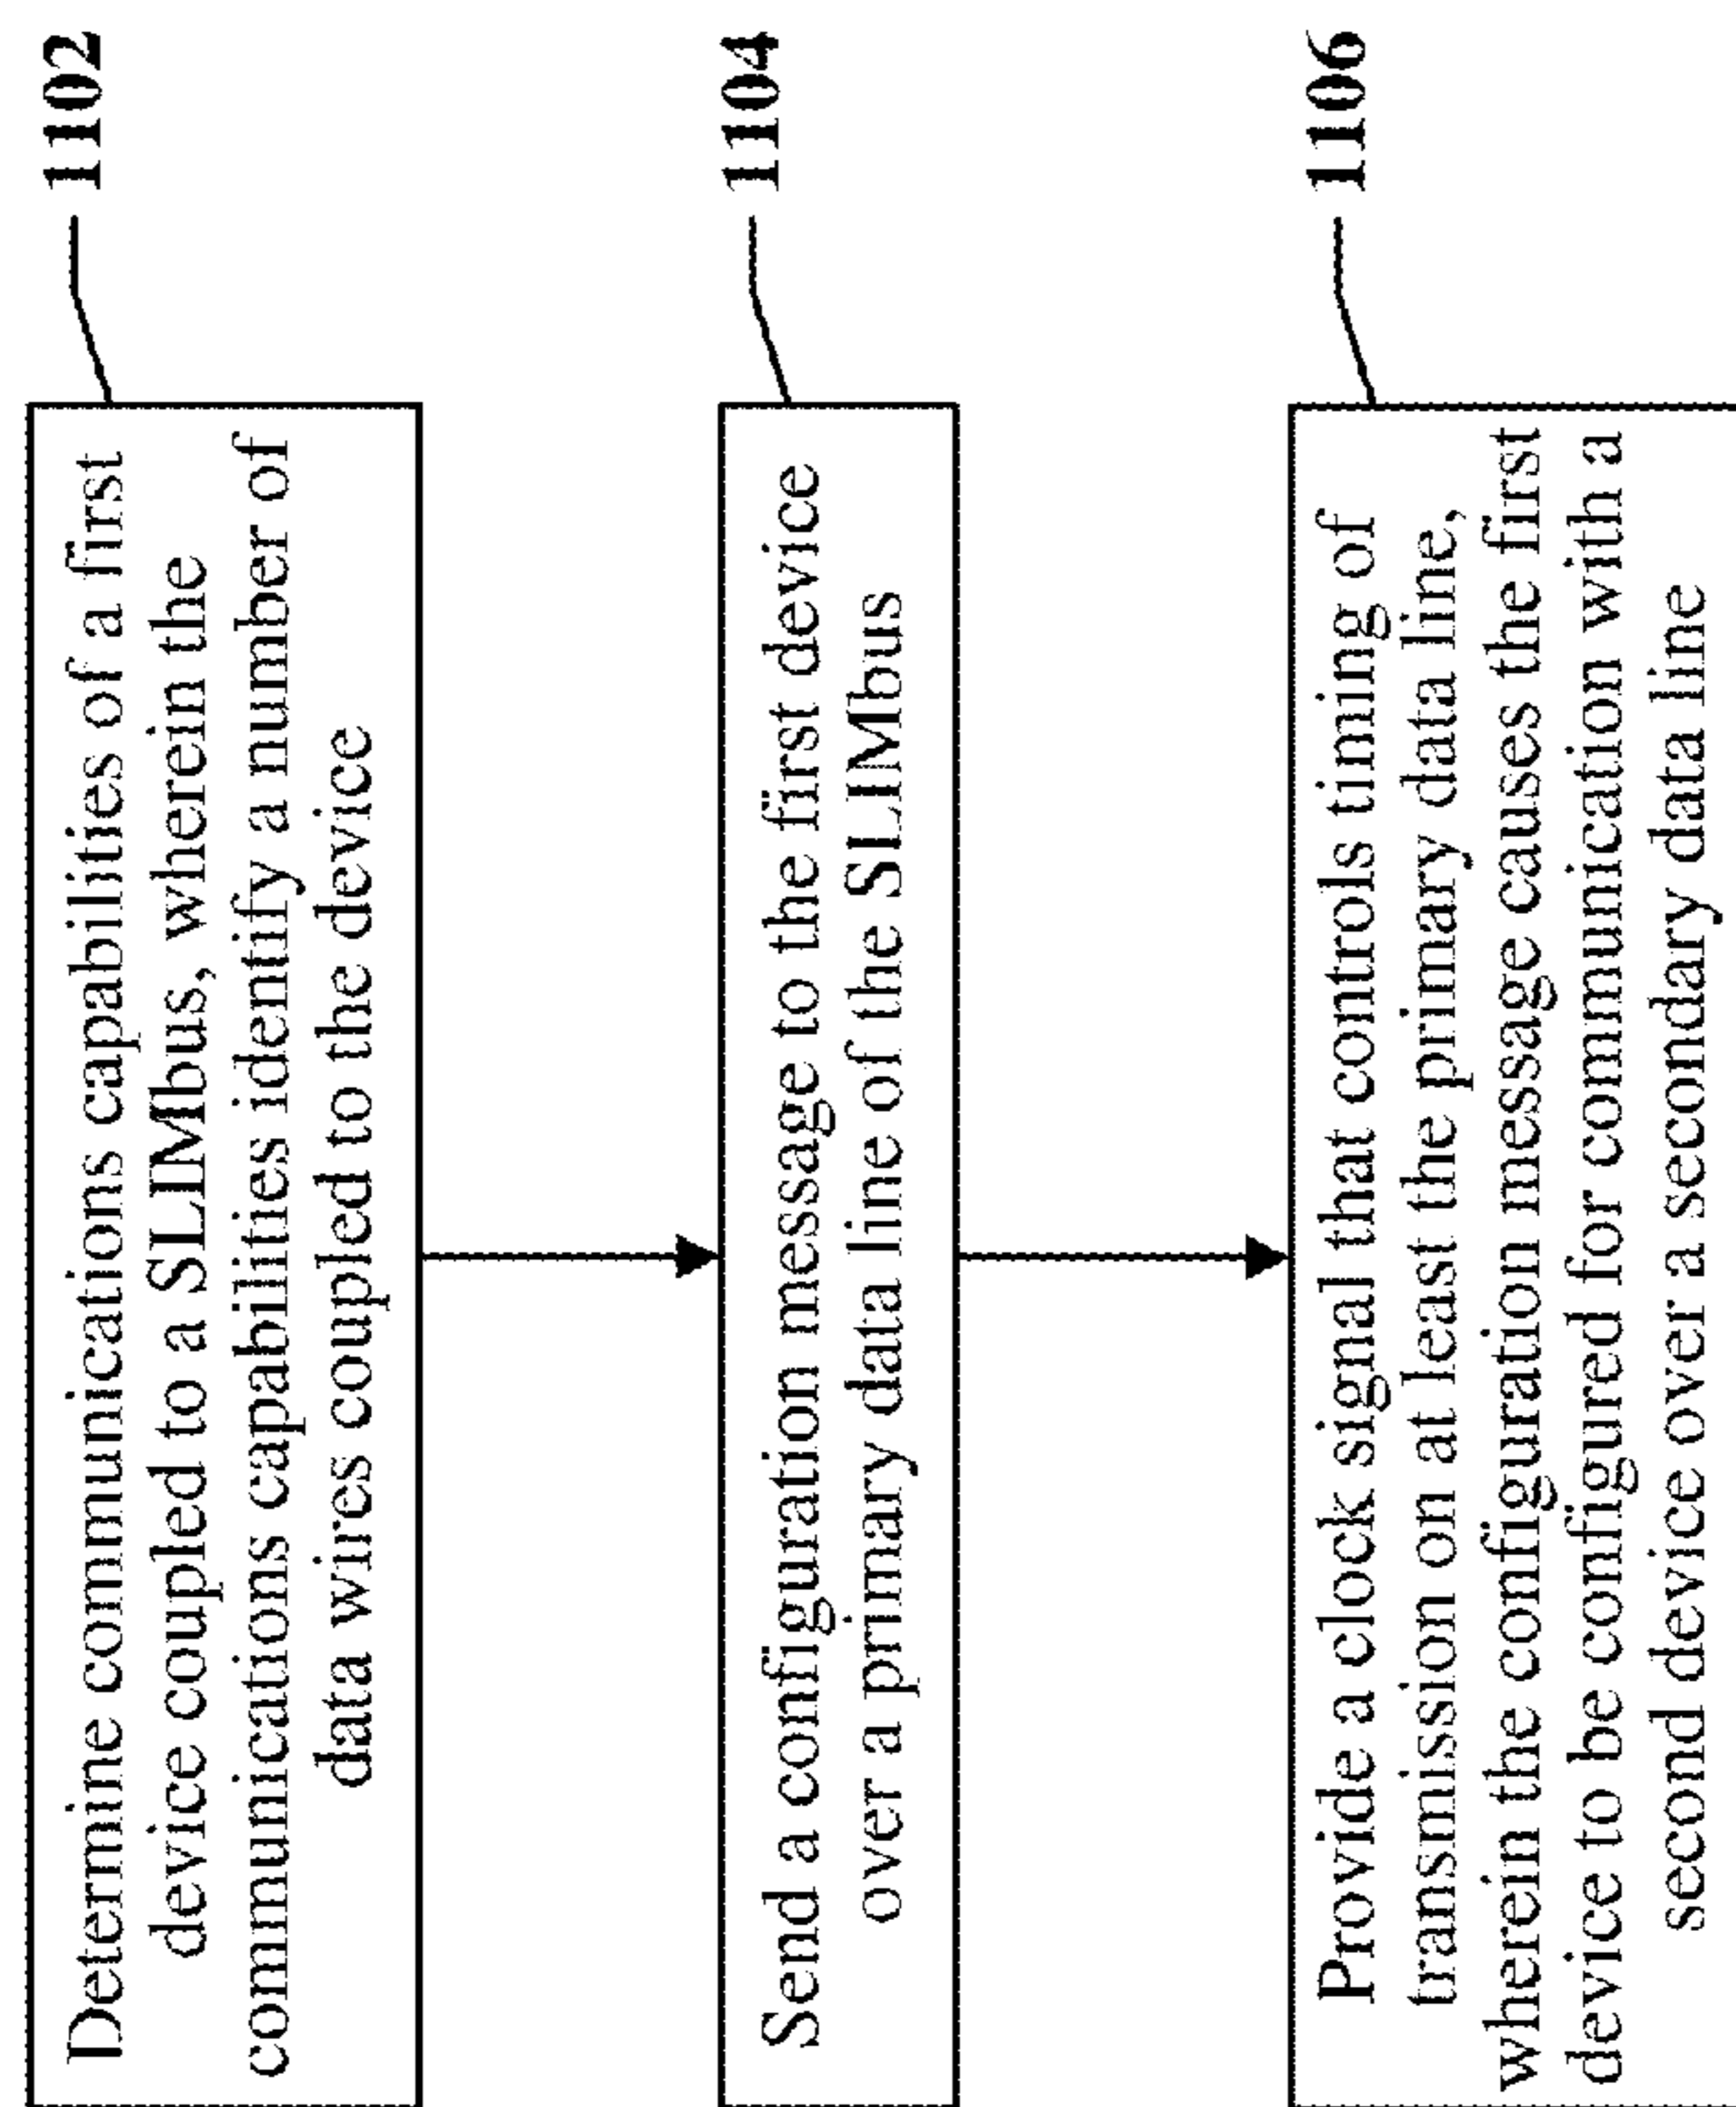 Determine communications capabilities of a first
device coupled to a SLIMbus, wherein the
communications capabilities identify a number of
data wires coupled to the device
1102
Send a configuration message to the first device
over a primary data line of the SLIMbus
1104
Provide a clock signal that controls timing of
transmission on at least the primary data line,
wherein the configuration message causes the first
device to be configured for communication with a
second device over a secondary data line
1106